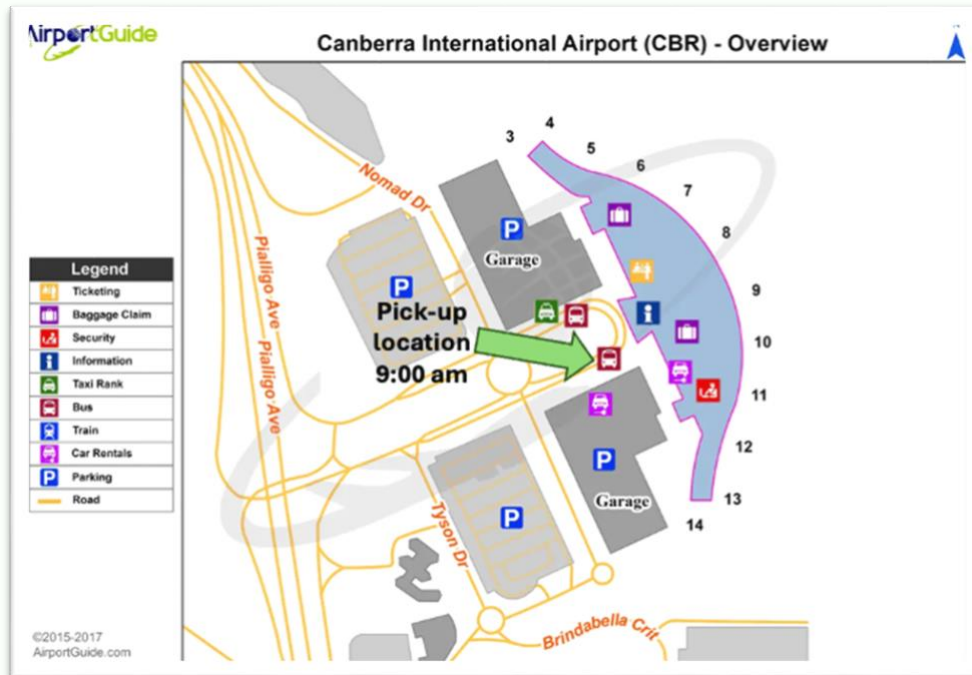 AirportGuide
Canberra International Airport (CBR) - Overview
3
4
5
6
7
8
9
10
11
12
13
14
Nomad Dr
Pialligo Ave
Pialligo Ave
P
Garage
P
Pick-up
location
9:00 am
P
Garage
P
Tyson Dr
Brindabella Crit
Legend
Ticketing
Baggage Claim
Security
Information
Taxi Rank
Bus
Train
Car Rentals
P Parking
Road
©2015-2017
AirportGuide.com